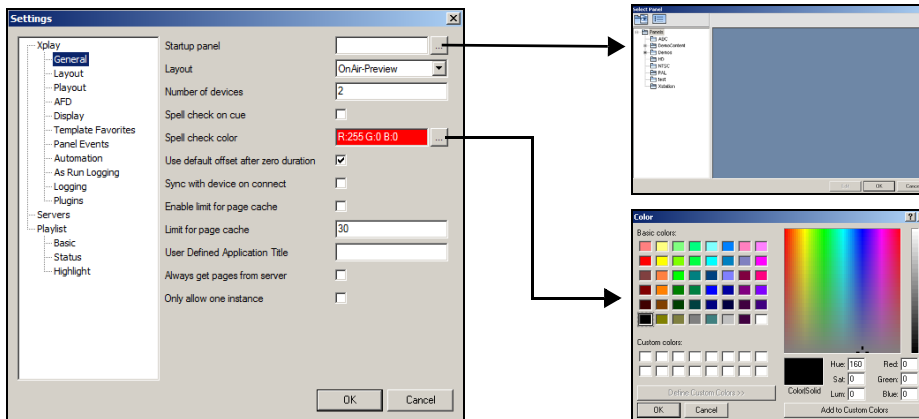 Settings
Xplay
General
Layout
Playout
AFD
Display
Template Favorites
Panel Events
Automation
As Run Logging
Logging
Plugins
Servers
Playlist
Basic
Status
Highlight
Startup panel ...
Layout OnAir-Preview
Number of devices 2
Spell check on cue
Spell check color R:255 G:0 B:0 ...
Use default offset after zero duration
Sync with device on connect
Enable limit for page cache
Limit for page cache 30
User Defined Application Title
Always get pages from server
Only allow one instance
OK Cancel
Select Panel
Panels
ADC
DemoContent
Demos
HD
NTSC
PAL
test
Xstation
OK Cancel
Color ?
Basic colors:
Custom colors:
Define Custom Colors >>
OK Cancel
Color|Solid
Hue: 160 Red: 0
Sat: 0 Green: 0
Lum: 0 Blue: 0
Add to Custom Colors